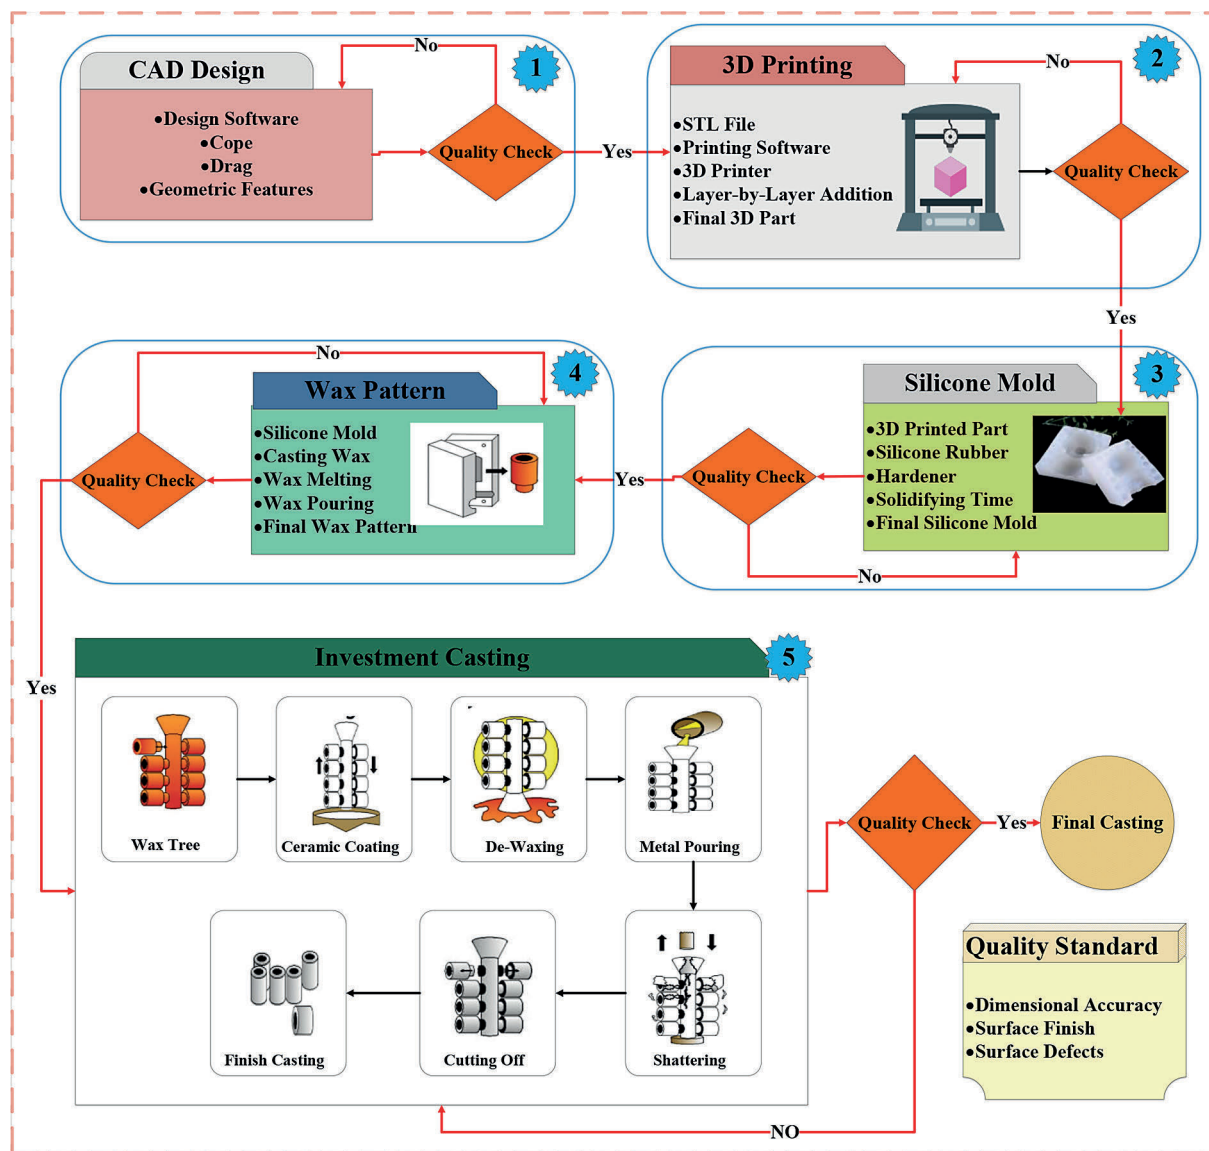 No
1
CAD Design
•Design Software
•Cope
•Drag
•Geometric Features
Quality Check
Yes
No
2
3D Printing
•STL File
•Printing Software
•3D Printer
•Layer-by-Layer Addition
•Final 3D Part
Quality Check
Yes
3
Silicone Mold
•3D Printed Part
•Silicone Rubber
•Hardener
•Solidifying Time
•Final Silicone Mold
Quality Check
No
Yes
4
Wax Pattern
•Silicone Mold
•Casting Wax
•Wax Melting
•Wax Pouring
•Final Wax Pattern
Quality Check
No
Yes
Investment Casting
5
Wax Tree
Ceramic Coating
De-Waxing
Metal Pouring
Shattering
Cutting Off
Finish Casting
Quality Check
Yes
Final Casting
NO
Quality Standard
•Dimensional Accuracy
•Surface Finish
•Surface Defects